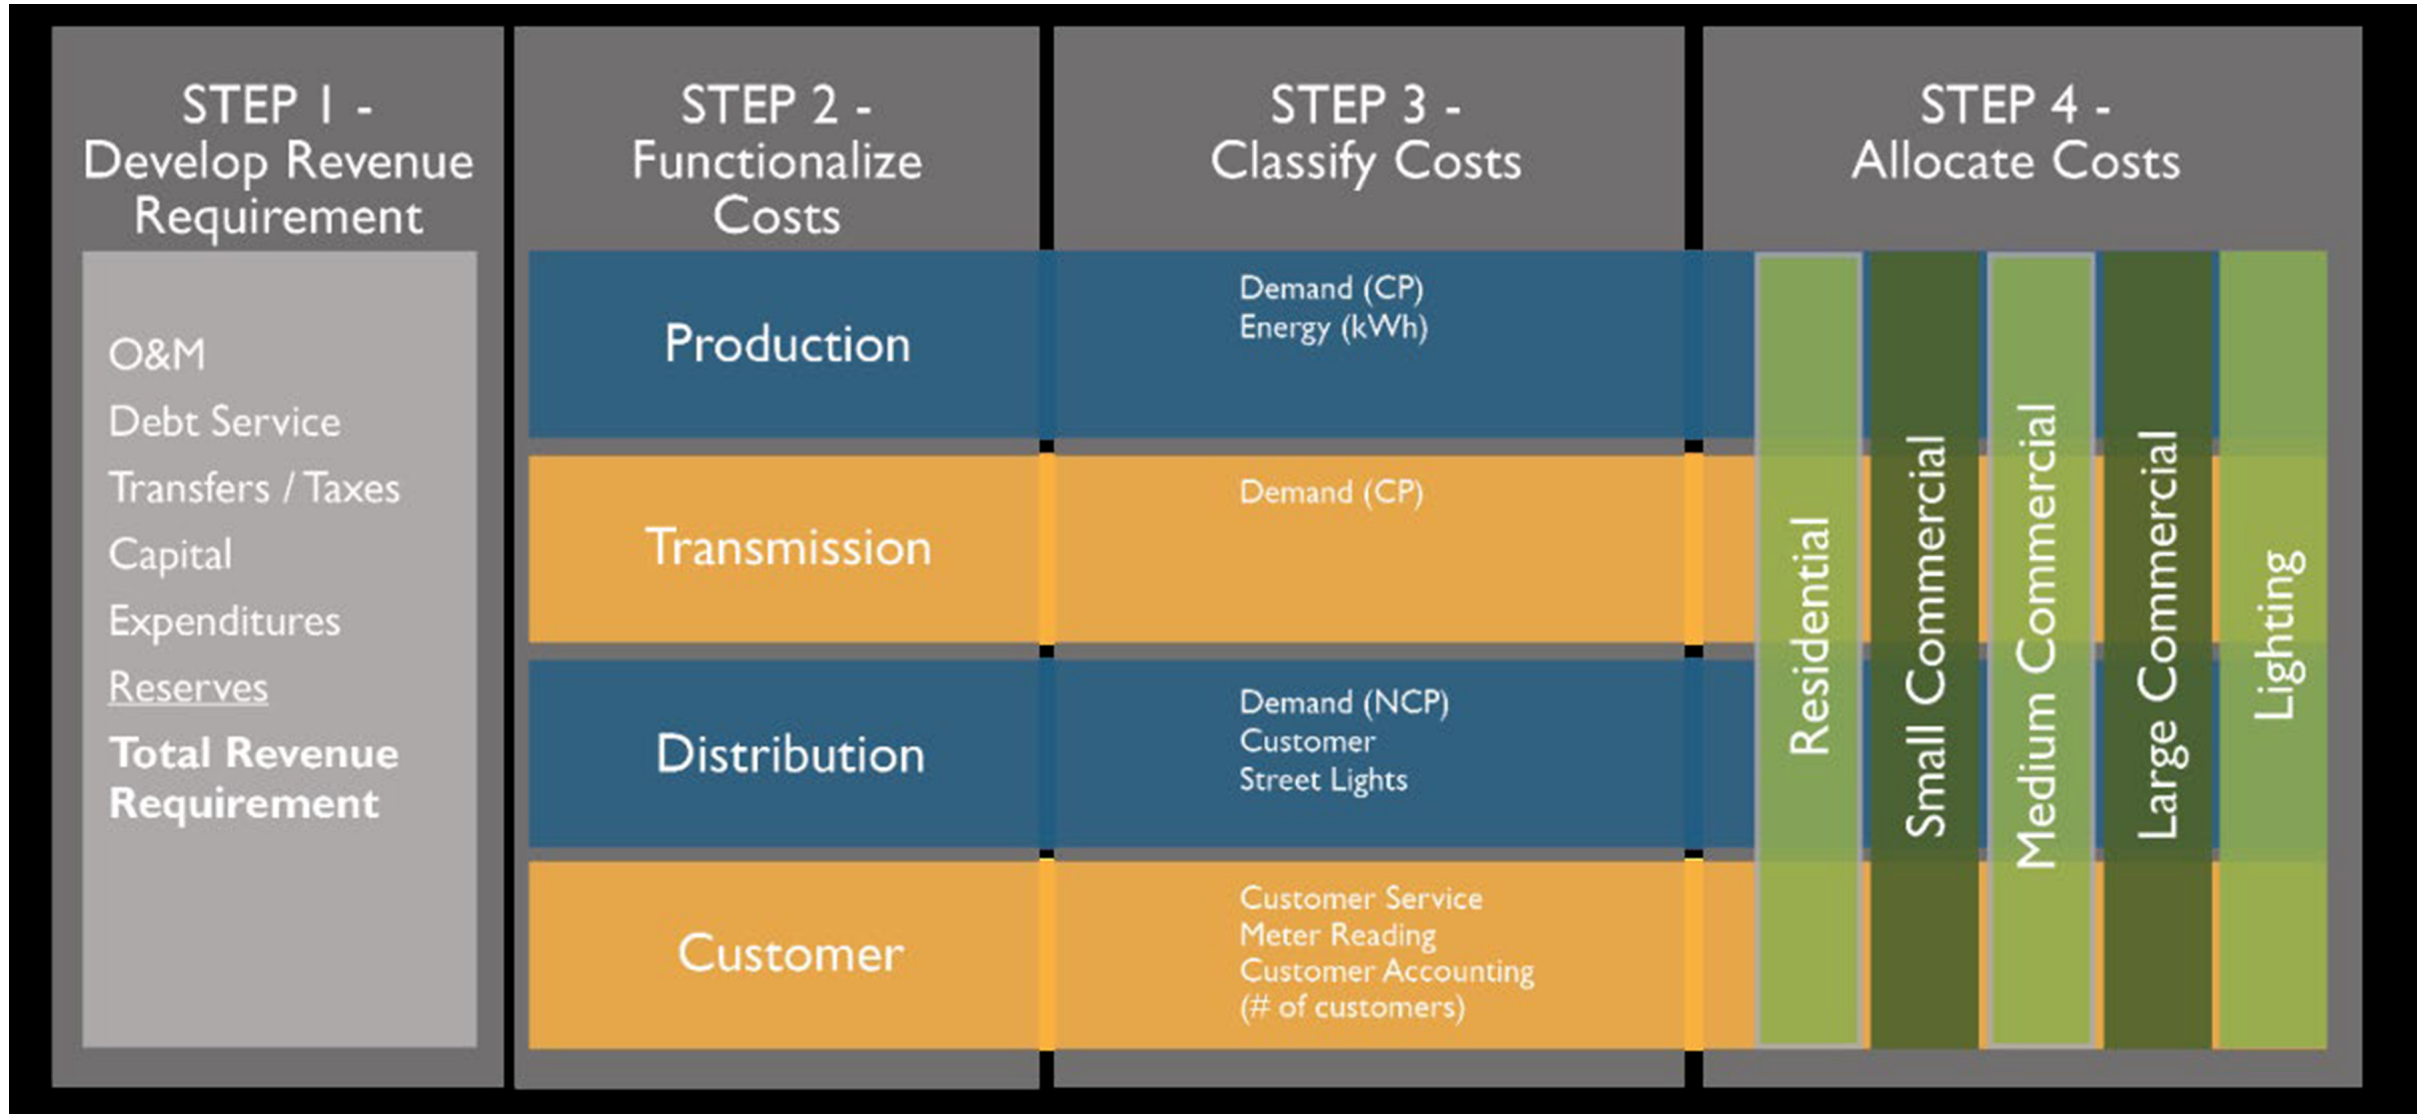 STEP 1 -
Develop Revenue
Requirement
O&M
Debt Service
Transfers / Taxes
Capital
Expenditures
Reserves
Total Revenue
Requirement
STEP 2 -
Functionalize
Costs
Production
Transmission
Distribution
Customer
STEP 3 -
Classify Costs
Demand (CP)
Energy (kWh)
Demand (CP)
Demand (NCP)
Customer
Street Lights
Customer Service
Meter Reading
Customer Accounting
(# of customers)
STEP 4 -
Allocate Costs
Residential
Small Commercial
Medium Commercial
Large Commercial
Lighting